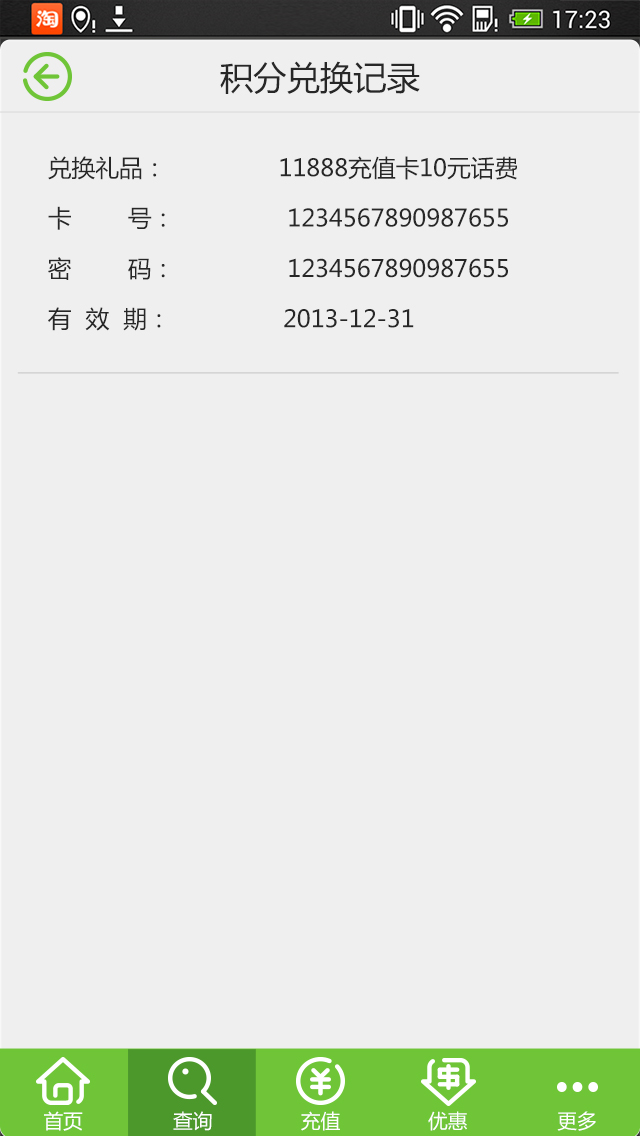 淘 17:23
积分兑换记录
兑换礼品： 11888充值卡10元话费
卡 号： 1234567890987655
密 码： 1234567890987655
有 效 期： 2013-12-31
首页 查询 充值 优惠 更多